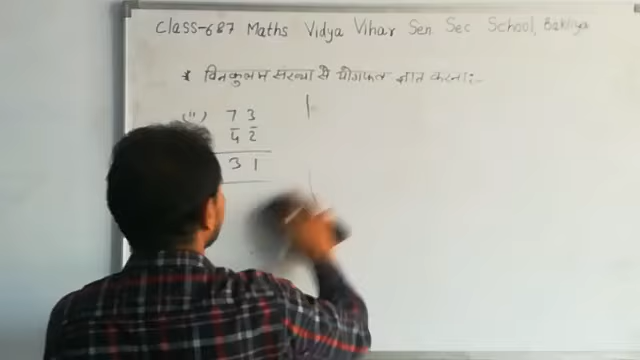 Class-6&7 Maths Vidya Vihar Sen. Sec School, Bakliya
* विनकुलम संख्या से योगफल ज्ञात करना:-
(ii) 7 3
4̅ 2̅
3 1